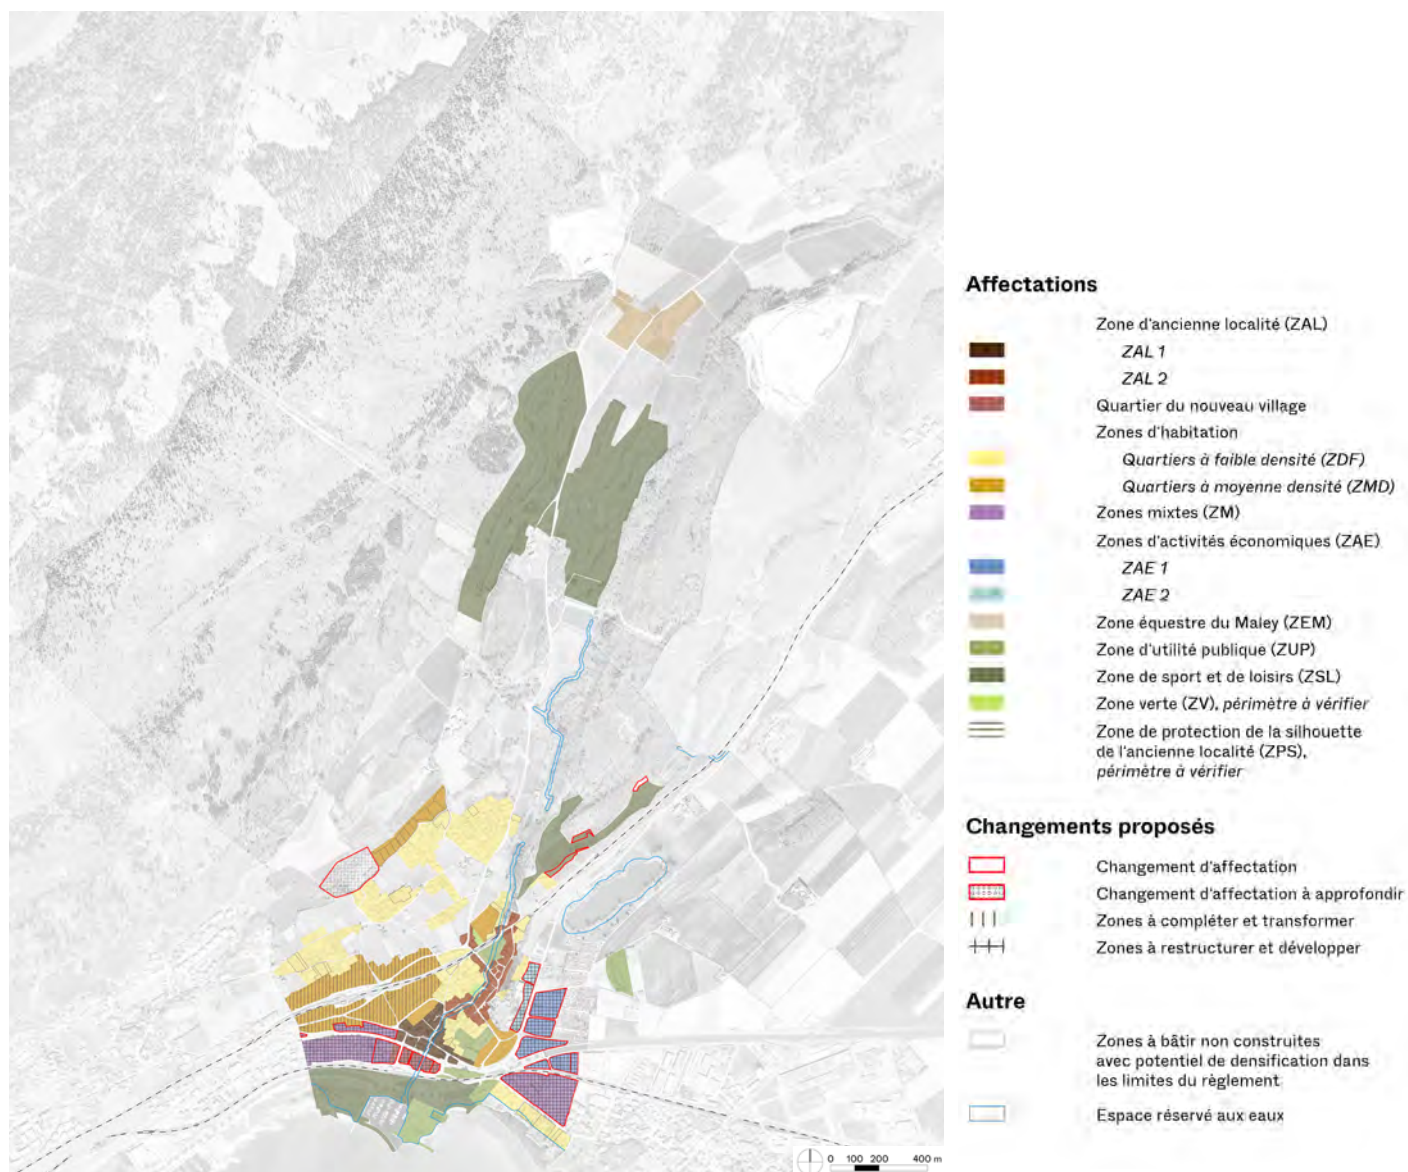 Affectations
Zone d'ancienne localité (ZAL)
ZAL 1
ZAL 2
Quartier du nouveau village
Zones d'habitation
Quartiers à faible densité (ZDF)
Quartiers à moyenne densité (ZMD)
Zones mixtes (ZM)
Zones d'activités économiques (ZAE)
ZAE 1
ZAE 2
Zone équestre du Maley (ZEM)
Zone d'utilité publique (ZUP)
Zone de sport et de loisirs (ZSL)
Zone verte (ZV), périmètre à vérifier
Zone de protection de la silhouette
de l'ancienne localité (ZPS),
périmètre à vérifier
Changements proposés
Changement d'affectation
Changement d'affectation à approfondir
Zones à compléter et transformer
Zones à restructurer et développer
Autre
Zones à bâtir non construites
avec potentiel de densification dans
les limites du règlement
Espace réservé aux eaux
0 100 200 400 m